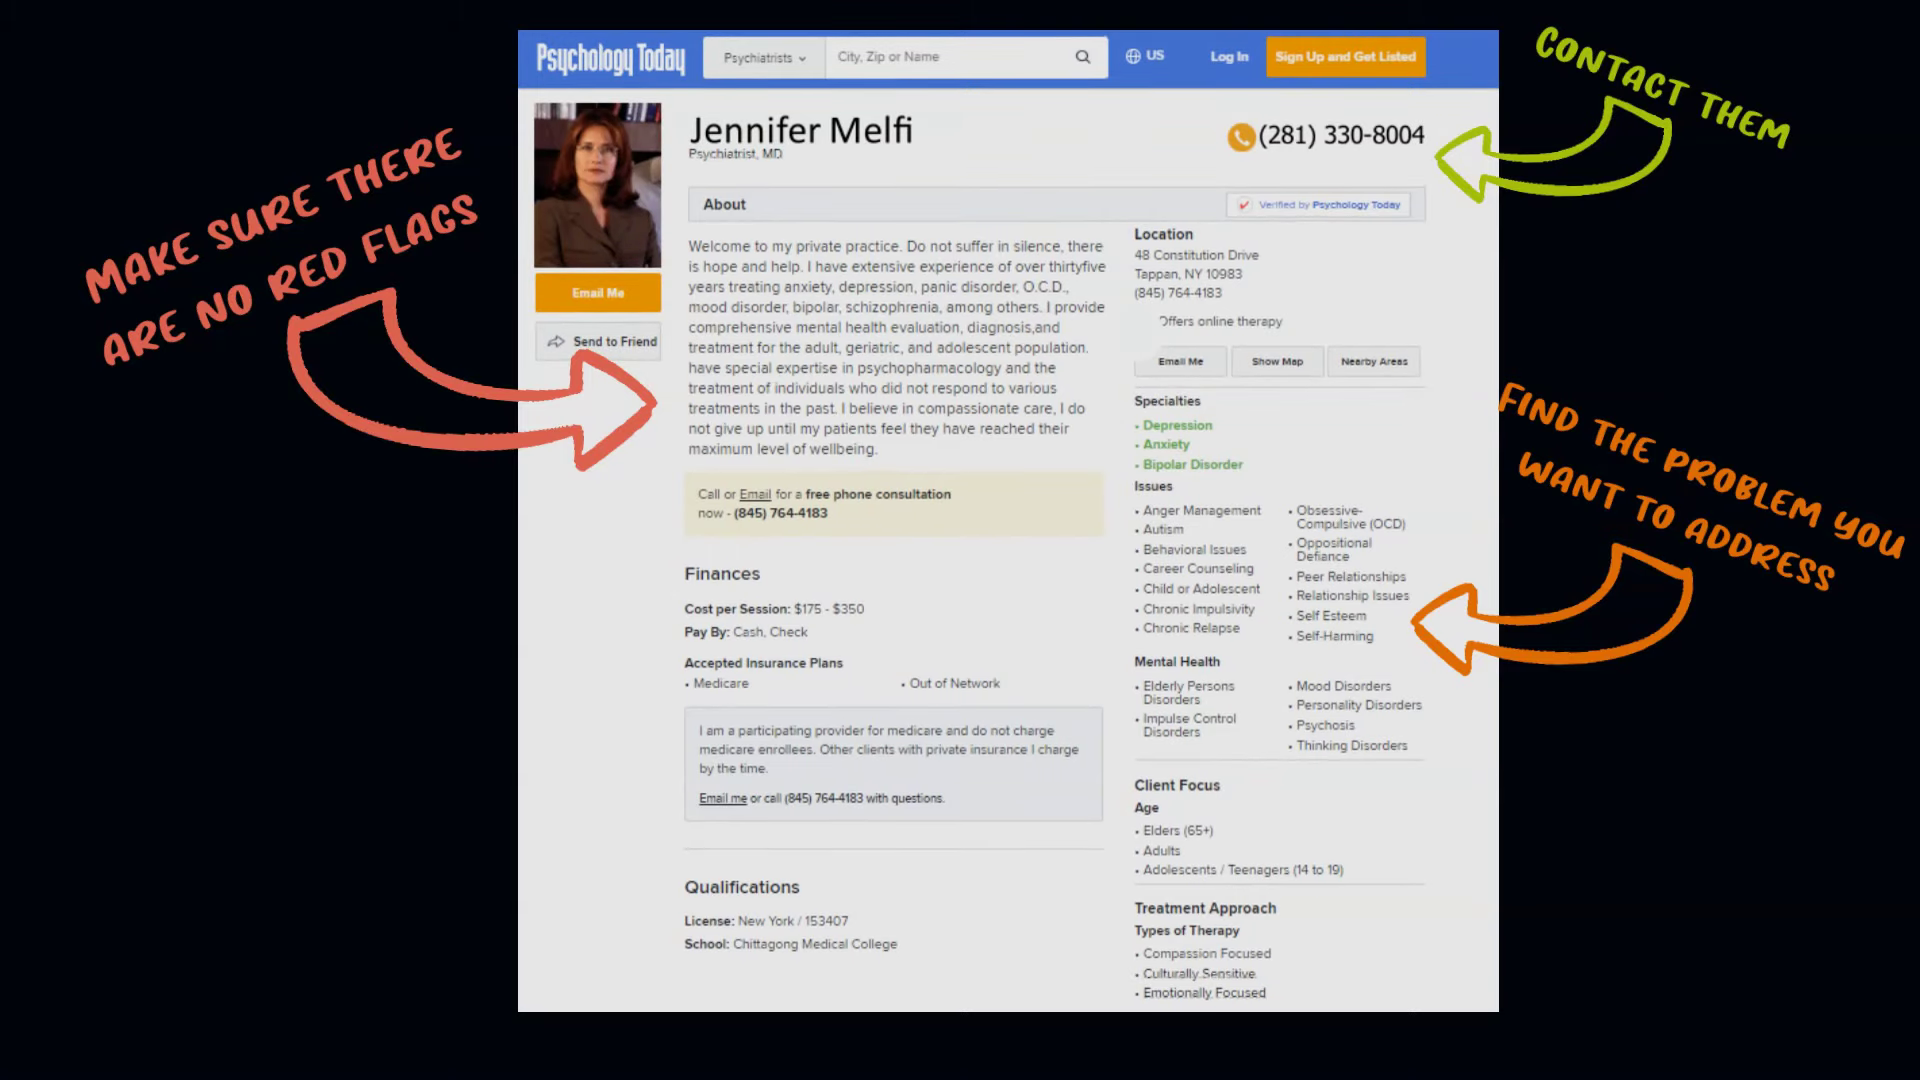 Psychology Today
Psychiatrists
City, Zip or Name
US
Log In
Sign Up and Get Listed
CONTACT THEM
MAKE SURE THERE
ARE NO RED FLAGS
Jennifer Melfi
Psychiatrist, MD
(281) 330-8004
Email Me
Send to Friend
About
Verified by Psychology Today
Welcome to my private practice. Do not suffer in silence, there
is hope and help. I have extensive experience of over thirtyfive
years treating anxiety, depression, panic disorder, O.C.D.,
mood disorder, bipolar, schizophrenia, among others. I provide
comprehensive mental health evaluation, diagnosis,and
treatment for the adult, geriatric, and adolescent population.
have special expertise in psychopharmacology and the
treatment of individuals who did not respond to various
treatments in the past. I believe in compassionate care, I do
not give up until my patients feel they have reached their
maximum level of wellbeing.
Call or Email for a free phone consultation
now - (845) 764-4183
Finances
Cost per Session: $175 - $350
Pay By: Cash, Check
Accepted Insurance Plans
• Medicare
• Out of Network
I am a participating provider for medicare and do not charge
medicare enrollees. Other clients with private insurance I charge
by the time.
Email me or call (845) 764-4183 with questions.
Qualifications
License: New York / 153407
School: Chittagong Medical College
Location
48 Constitution Drive
Tappan, NY 10983
(845) 764-4183
Offers online therapy
Email Me
Show Map
Nearby Areas
Specialties
• Depression
• Anxiety
• Bipolar Disorder
Issues
• Anger Management
• Autism
• Behavioral Issues
• Career Counseling
• Child or Adolescent
• Chronic Impulsivity
• Chronic Relapse
• Obsessive-
Compulsive (OCD)
• Oppositional
Defiance
• Peer Relationships
• Relationship Issues
• Self Esteem
• Self-Harming
Mental Health
• Elderly Persons
Disorders
• Impulse Control
Disorders
• Mood Disorders
• Personality Disorders
• Psychosis
• Thinking Disorders
Client Focus
Age
• Elders (65+)
• Adults
• Adolescents / Teenagers (14 to 19)
Treatment Approach
Types of Therapy
• Compassion Focused
• Culturally Sensitive
• Emotionally Focused
FIND THE PROBLEM YOU
WANT TO ADDRESS